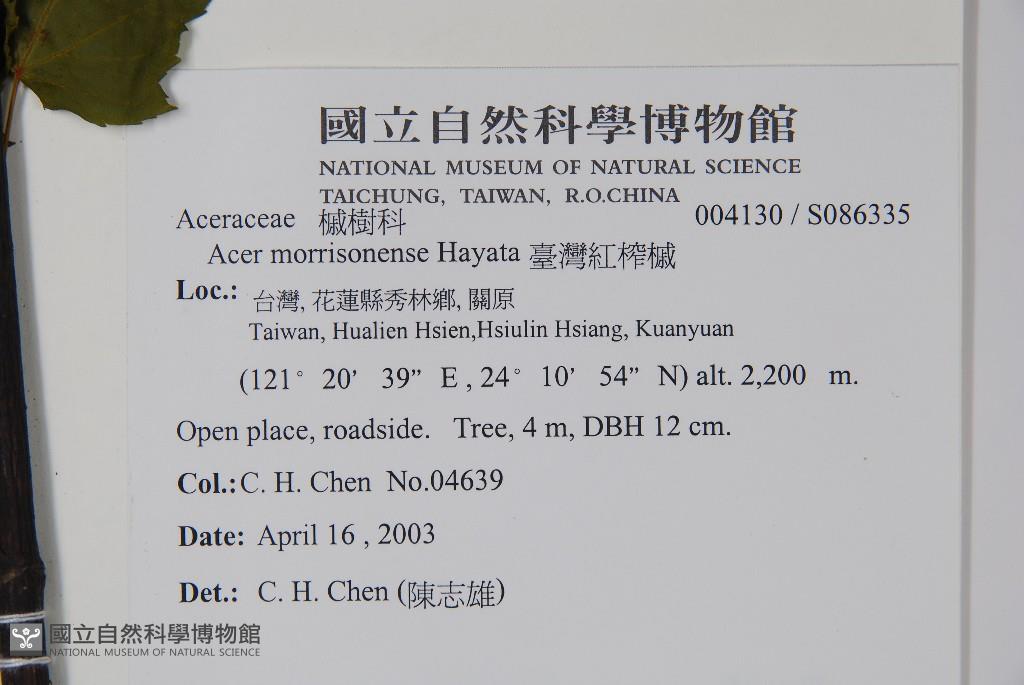 國立自然科學博物館
NATIONAL MUSEUM OF NATURAL SCIENCE
TAICHUNG, TAIWAN, R.O.CHINA
Aceraceae 槭樹科 004130 / S086335
Acer morrisonense Hayata 臺灣紅榨槭
Loc.: 台灣, 花蓮縣秀林鄉, 關原
Taiwan, Hualien Hsien,Hsiulin Hsiang, Kuanyuan
(121° 20’ 39” E , 24° 10’ 54” N) alt. 2,200 m.
Open place, roadside. Tree, 4 m, DBH 12 cm.
Col.: C. H. Chen No.04639
Date: April 16 , 2003
Det.: C. H. Chen (陳志雄)
國立自然科學博物館
NATIONAL MUSEUM OF NATURAL SCIENCE